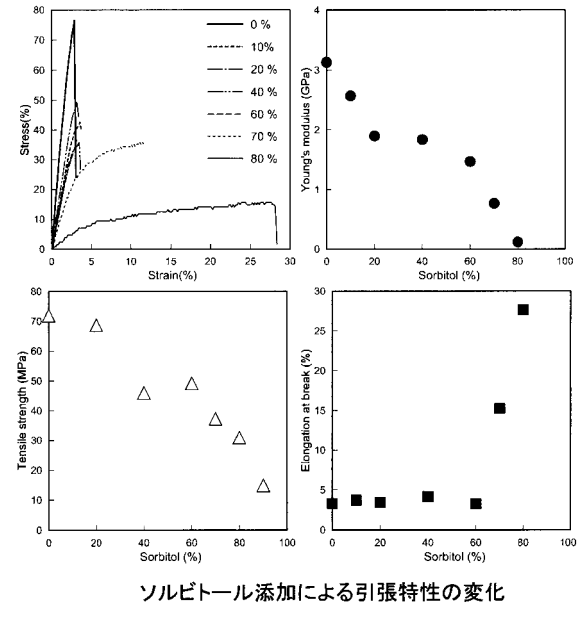 80
70
60
50
40
30
20
10
0
Stress(%)
0 5 10 15 20 25 30
Strain(%)
0 %
10%
20 %
40 %
60 %
70 %
80 %
4
3
2
1
0
Young's modulus (GPa)
0 20 40 60 80 100
Sorbitol (%)
80
70
60
50
40
30
20
10
0
Tensile strength (MPa)
0 20 40 60 80 100
Sorbitol (%)
30
25
20
15
10
5
0
Elongation at break (%)
0 20 40 60 80 100
Sorbitol (%)
ソルビトール添加による引張特性の変化